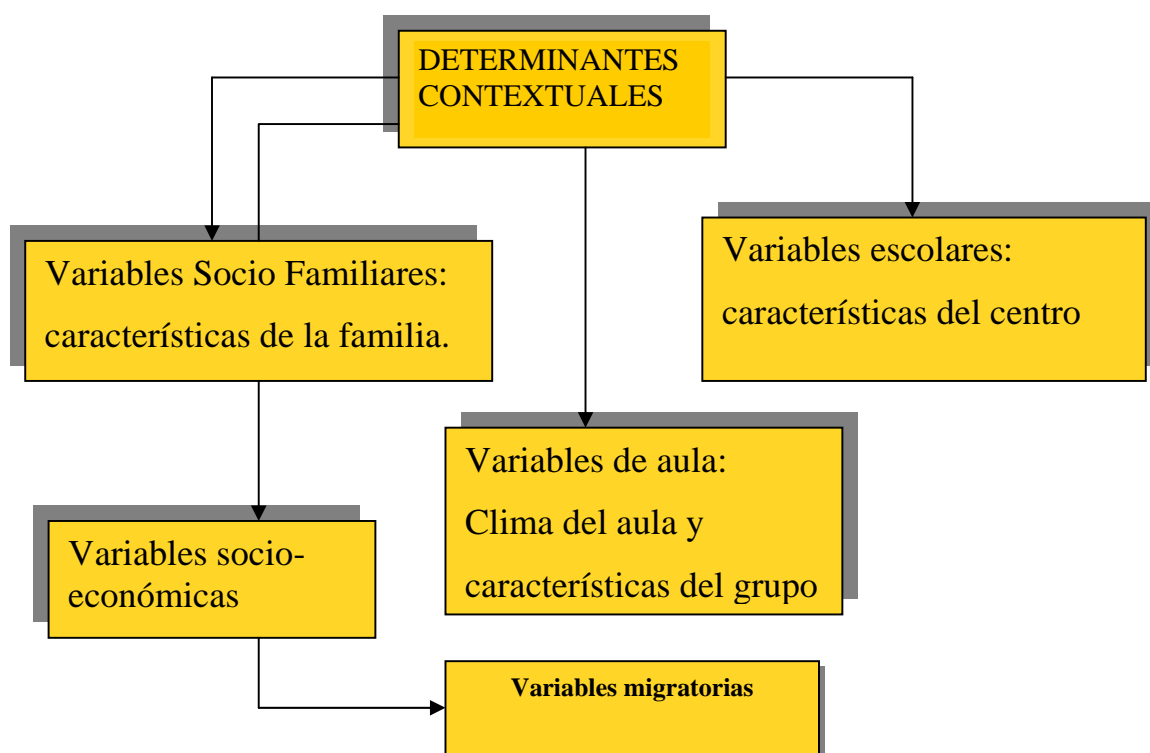 DETERMINANTES
CONTEXTUALES
Variables Socio Familiares:
características de la familia.
Variables escolares:
características del centro
Variables de aula:
Clima del aula y
características del grupo
Variables socio-
económicas
Variables migratorias